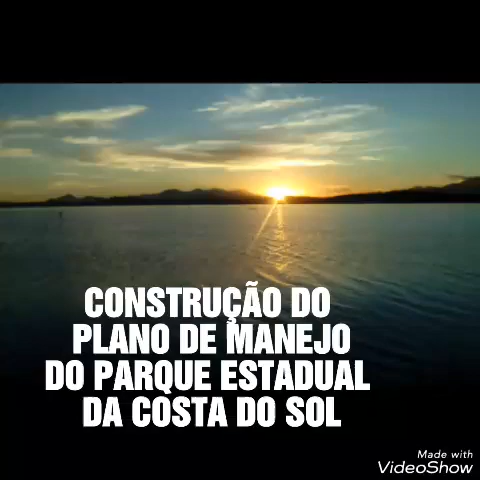 CONSTRUÇÃO DO
PLANO DE MANEJO
DO PARQUE ESTADUAL
DA COSTA DO SOL
Made with
VideoShow